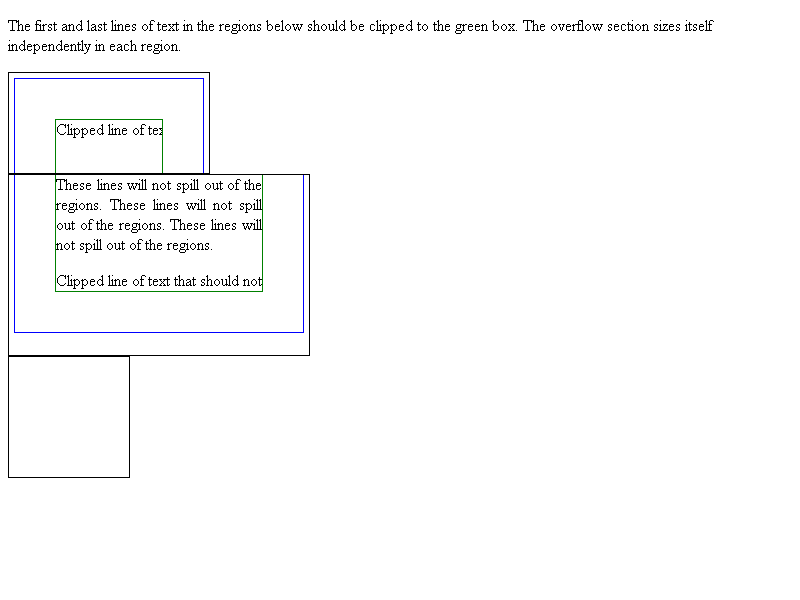 The first and last lines of text in the regions below should be clipped to the green box. The overflow section sizes itself
independently in each region.
Clipped line of te
These lines will not spill out of the
regions. These lines will not spill
out of the regions. These lines will
not spill out of the regions.
Clipped line of text that should not